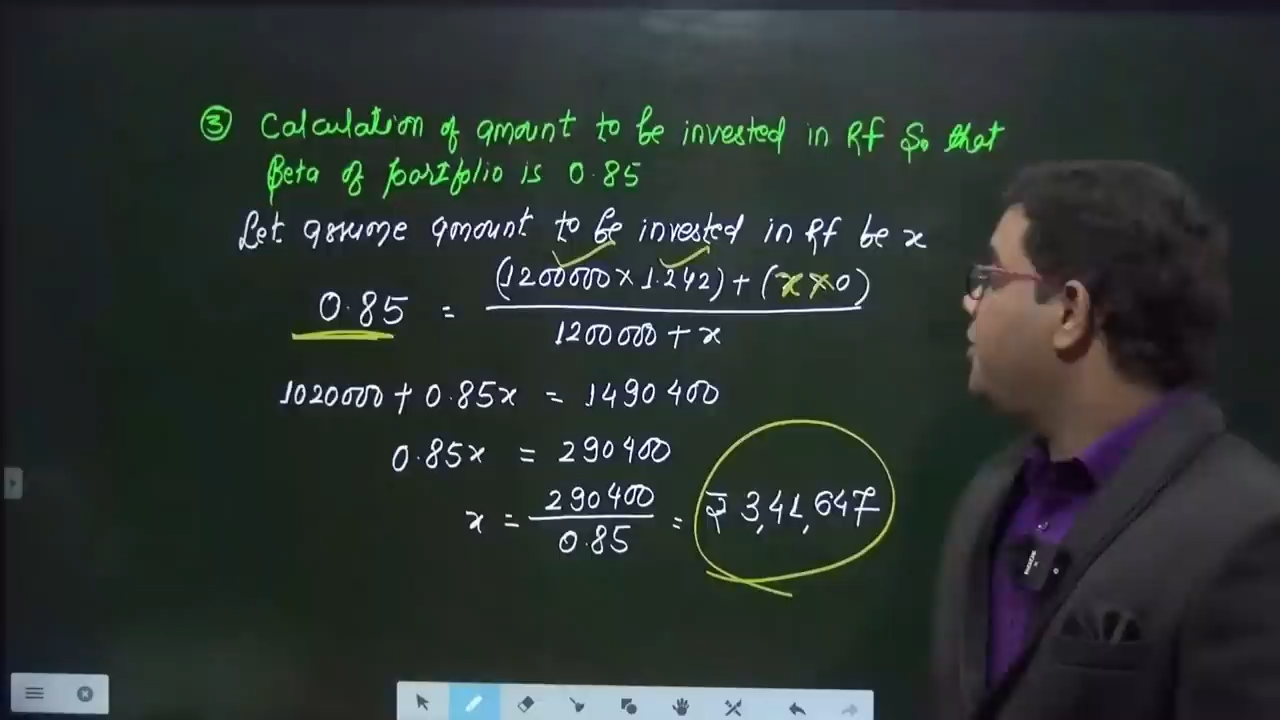 ③ Calculation of amount to be invested in Rf so that
Beta of portfolio is 0.85
Let assume amount to be invested in Rf be x
0.85 = (1200000 × 1.242) + (x × 0)
1200000 + x
1020000 + 0.85x = 1490400
0.85x = 290400
x = 290400 / 0.85 = ₹ 3,41,647